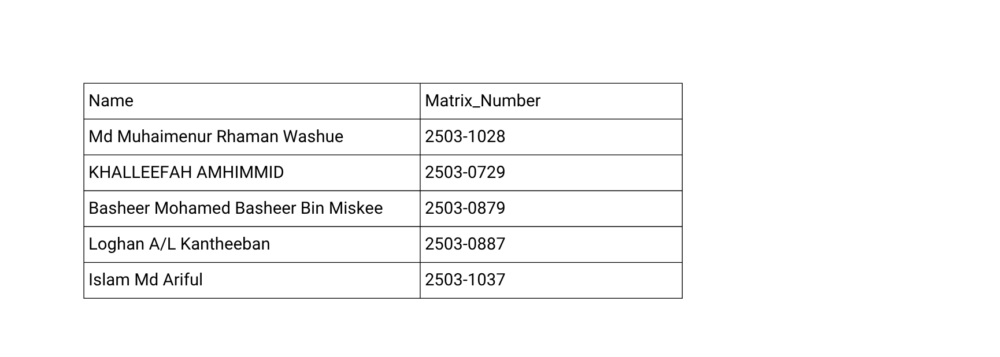 Name Matrix_Number
Md Muhaimenur Rhaman Washue 2503-1028
KHALLEEFAH AMHIMMID 2503-0729
Basheer Mohamed Basheer Bin Miskee 2503-0879
Loghan A/L Kantheeban 2503-0887
Islam Md Ariful 2503-1037